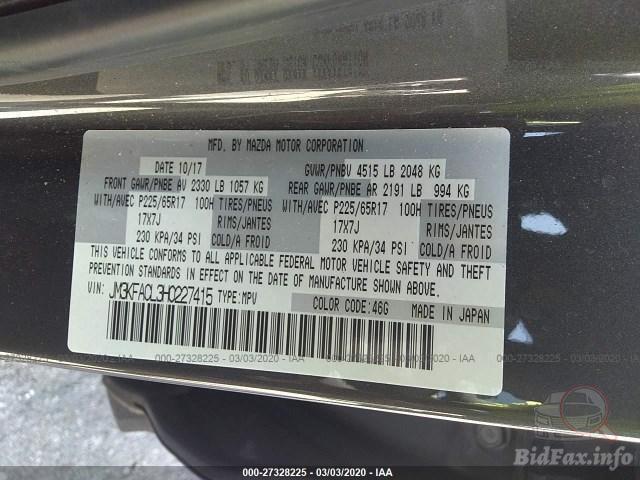 MFD. BY MAZDA MOTOR CORPORATION
DATE 10/17
GVWR/PNBV 4515 LB 2048 KG
FRONT GAWR/PNBE AV 2330 LB 1057 KG
REAR GAWR/PNBE AR 2191 LB 994 KG
WITH/AVEC P225/65R17 100H TIRES/PNEUS
WITH/AVEC P225/65R17 100H TIRES/PNEUS
17X7J RIMS/JANTES
17X7J RIMS/JANTES
230 KPA/34 PSI COLD/A FROID
230 KPA/34 PSI COLD/A FROID
THIS VEHICLE CONFORMS TO ALL APPLICABLE FEDERAL MOTOR VEHICLE SAFETY AND THEFT
PREVENTION STANDARDS IN EFFECT ON THE DATE OF MANUFACTURE SHOWN ABOVE.
VIN: JM3KFACL3H0227415 TYPE:MPV
COLOR CODE:46G MADE IN JAPAN
000-27328225 - 03/03/2020 - IAA
000-27328225 - 03/03/2020 - IAA
000-27328225 - 03/03/2020 - IAA
BidFax.info